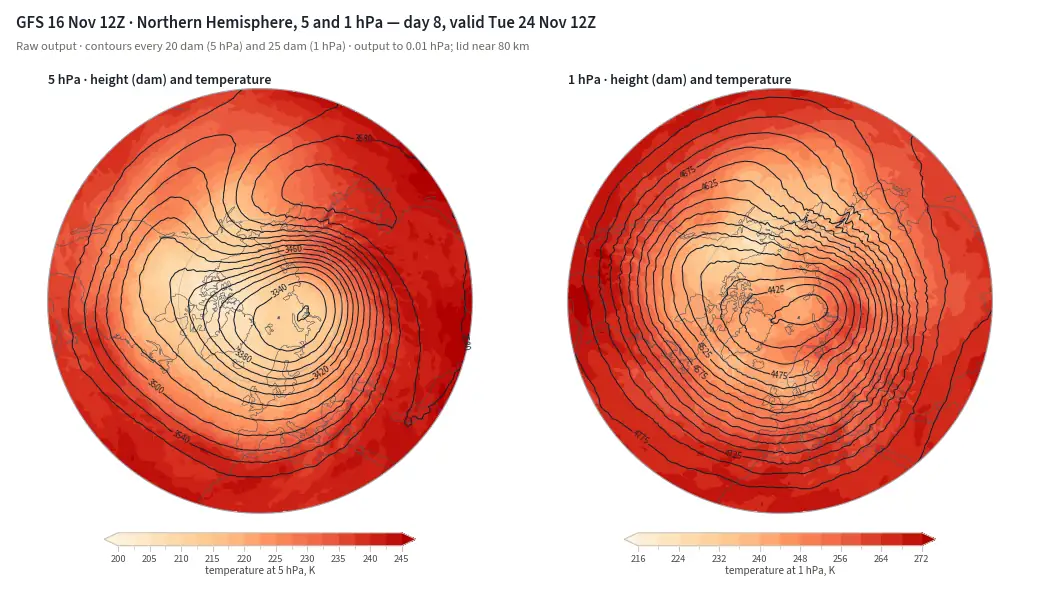 GFS 16 Nov 12Z · Northern Hemisphere, 5 and 1 hPa — day 8, valid Tue 24 Nov 12Z
Raw output · contours every 20 dam (5 hPa) and 25 dam (1 hPa) · output to 0.01 hPa; lid near 80 km
5 hPa · height (dam) and temperature
1 hPa · height (dam) and temperature
3580
3460
3340
3380
3420
3500
3540
4675
4625
4425
4625
4575
4475
4775
200 205 210 215 220 225 230 235 240 245
temperature at 5 hPa, K
216 224 232 240 248 256 264 272
temperature at 1 hPa, K